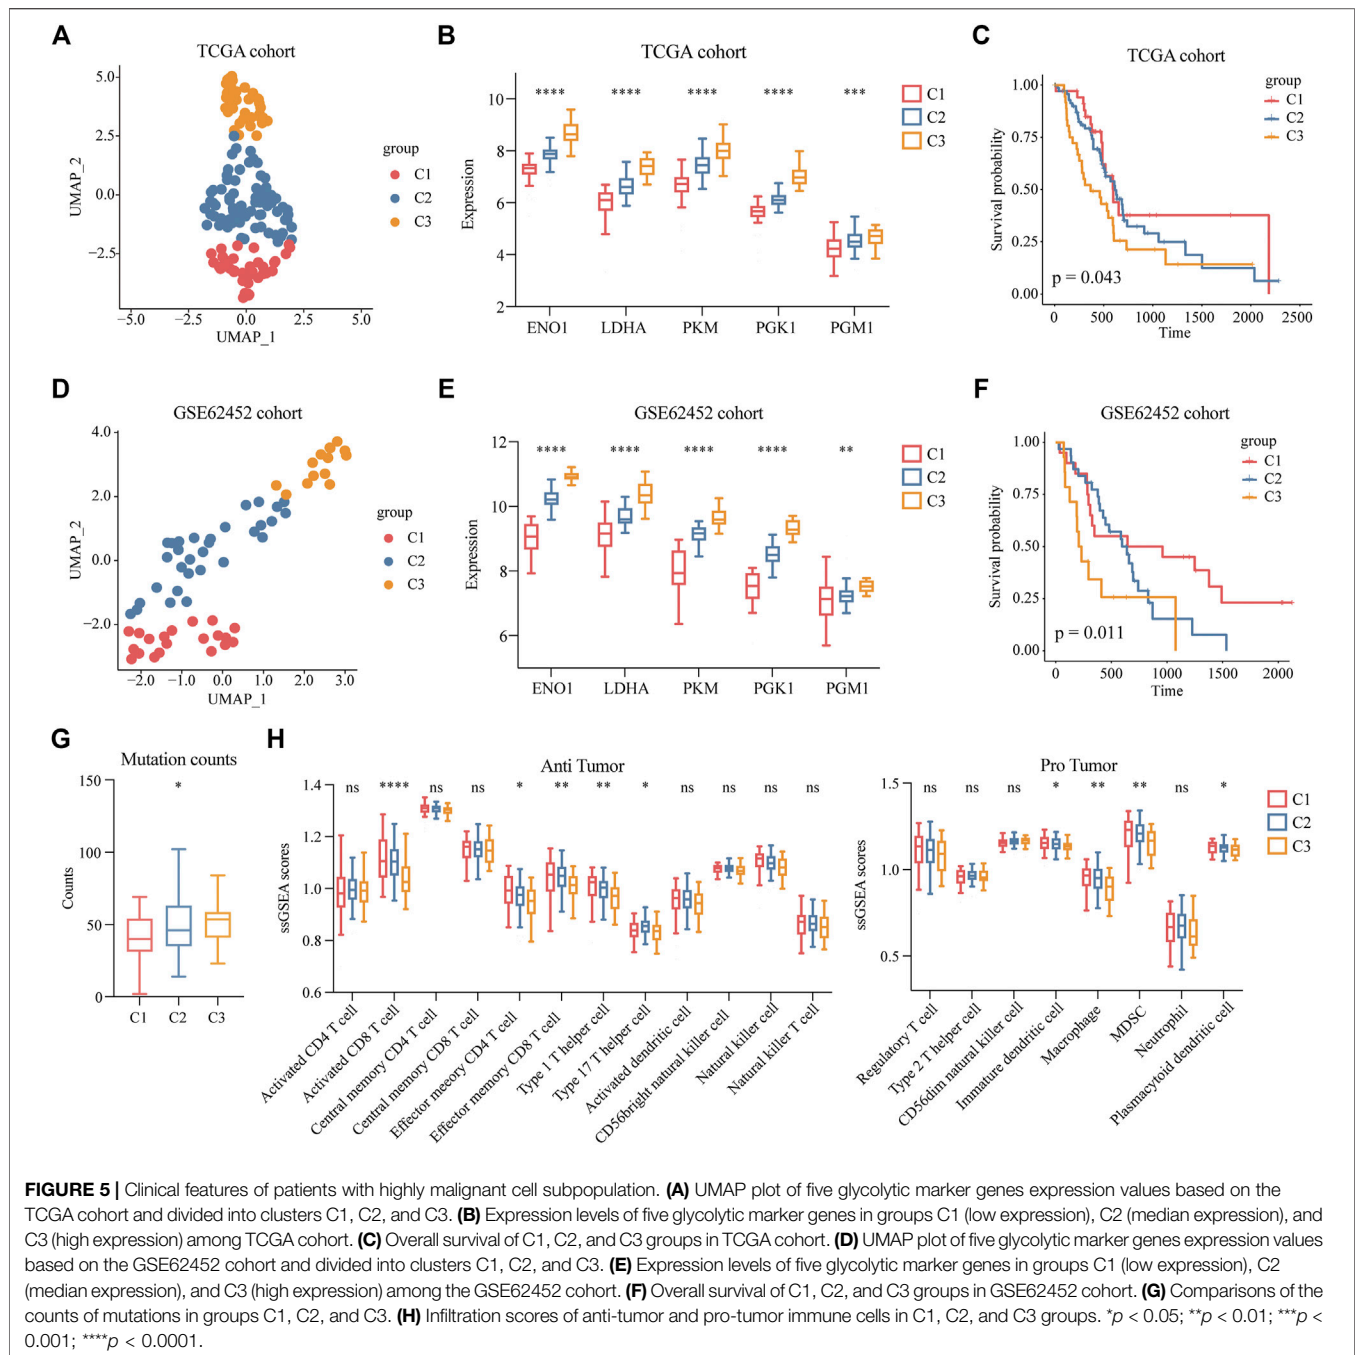 A
TCGA cohort
5.0
2.5
0.0
−2.5
UMAP_2
−5.0 −2.5 0.0 2.5 5.0
UMAP_1
group
C1
C2
C3
B
TCGA cohort
**** **** **** **** ***
10
8
6
4
2
Expression
ENO1 LDHA PKM PGK1 PGM1
C1
C2
C3
C
TCGA cohort
1.00
0.75
0.50
0.25
0.00
Survival probability
p = 0.043
0 500 1000 1500 2000 2500
Time
group
C1
C2
C3
D
GSE62452 cohort
4.0
2.0
0.0
−2.0
UMAP_2
−2.0 −1.0 0.0 1.0 2.0 3.0
UMAP_1
group
C1
C2
C3
E
GSE62452 cohort
**** **** **** **** **
12
10
8
6
Expression
ENO1 LDHA PKM PGK1 PGM1
C1
C2
C3
F
GSE62452 cohort
1.00
0.75
0.50
0.25
0.00
Survival probability
p = 0.011
0 500 1000 1500 2000
Time
group
C1
C2
C3
G
Mutation counts
*
150
100
50
0
Counts
C1 C2 C3
H
Anti Tumor
ns **** ns ns * ** ** * ns ns ns ns
1.4
1.2
1.0
0.8
0.6
ssGSEA scores
Activated CD4 T cell
Activated CD8 T cell
Central memory CD4 T cell
Central memory CD8 T cell
Effector meeory CD4 T cell
Effector memory CD8 T cell
Type 1 T helper cell
Type 17 T helper cell
Activated dendritic cell
CD56bright natural killer cell
Natural killer cell
Natural killer T cell
Pro Tumor
ns ns ns * ** ** ns *
1.5
1.0
0.5
ssGSEA scores
Regulatory T cell
Type 2 T helper cell
CD56dim natural killer cell
Immature dendritic cell
Macrophage
MDSC
Neutrophil
Plasmacytoid dendritic cell
C1
C2
C3
FIGURE 5 | Clinical features of patients with highly malignant cell subpopulation. (A) UMAP plot of five glycolytic marker genes expression values based on the
TCGA cohort and divided into clusters C1, C2, and C3. (B) Expression levels of five glycolytic marker genes in groups C1 (low expression), C2 (median expression), and
C3 (high expression) among TCGA cohort. (C) Overall survival of C1, C2, and C3 groups in TCGA cohort. (D) UMAP plot of five glycolytic marker genes expression values
based on the GSE62452 cohort and divided into clusters C1, C2, and C3. (E) Expression levels of five glycolytic marker genes in groups C1 (low expression), C2
(median expression), and C3 (high expression) among the GSE62452 cohort. (F) Overall survival of C1, C2, and C3 groups in GSE62452 cohort. (G) Comparisons of the
counts of mutations in groups C1, C2, and C3. (H) Infiltration scores of anti-tumor and pro-tumor immune cells in C1, C2, and C3 groups. *p < 0.05; **p < 0.01; ***p <
0.001; ****p < 0.0001.